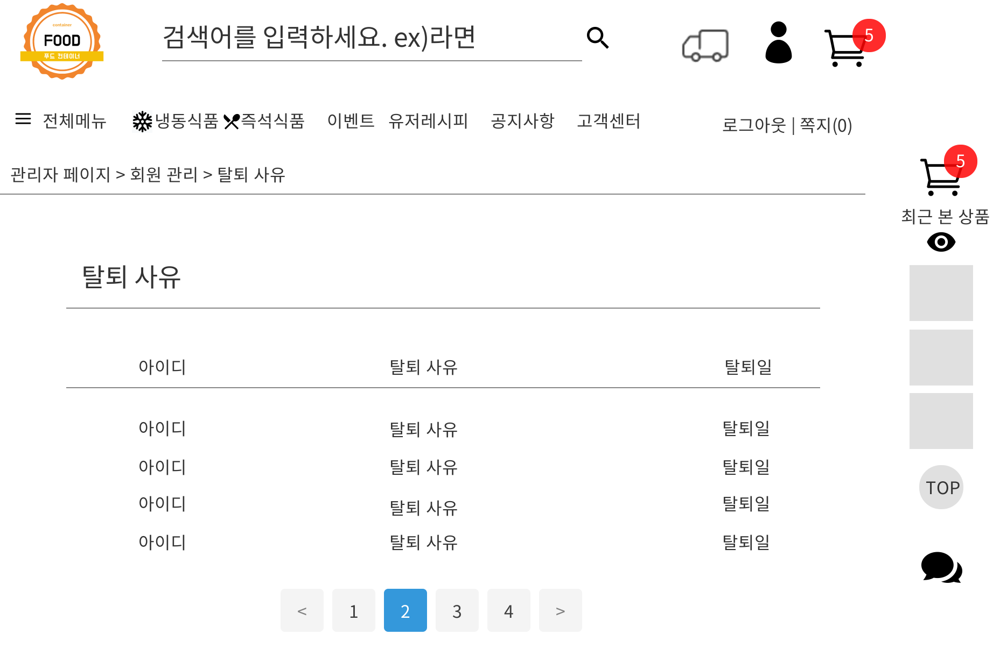 container
FOOD
푸드 컨테이너
검색어를 입력하세요. ex)라면
5
전체메뉴 냉동식품 즉석식품 이벤트 유저레시피 공지사항 고객센터 로그아웃 | 쪽지(0)
관리자 페이지 > 회원 관리 > 탈퇴 사유
5
최근 본 상품
탈퇴 사유
아이디 탈퇴 사유 탈퇴일
아이디 탈퇴 사유 탈퇴일
아이디 탈퇴 사유 탈퇴일
아이디 탈퇴 사유 탈퇴일
아이디 탈퇴 사유 탈퇴일
TOP
< 1 2 3 4 >